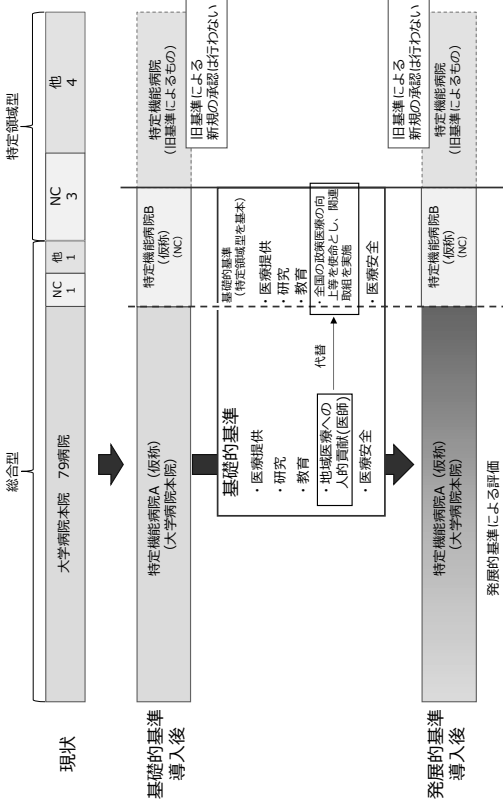 総合型
特定領域型
現状
大学病院本院 79病院
NC
1
他
1
NC
3
他
4
基礎的基準
導入後
特定機能病院A（仮称）
（大学病院本院）
特定機能病院B
（仮称）
（NC）
特定機能病院
（旧基準によるもの）
旧基準による
新規の承認は行わない
基礎的基準
・医療提供
・研究
・教育
・地域医療への
人的貢献（医師）
・医療安全
代替
基礎的基準
（特定領域型を基本）
・医療提供
・研究
・教育
・全国の政策医療の向
上等を使命とし、関連
取組を実施
・医療安全
発展的基準
導入後
特定機能病院A（仮称）
（大学病院本院）
特定機能病院B
（仮称）
（NC）
特定機能病院
（旧基準によるもの）
旧基準による
新規の承認は行わない
発展的基準による評価